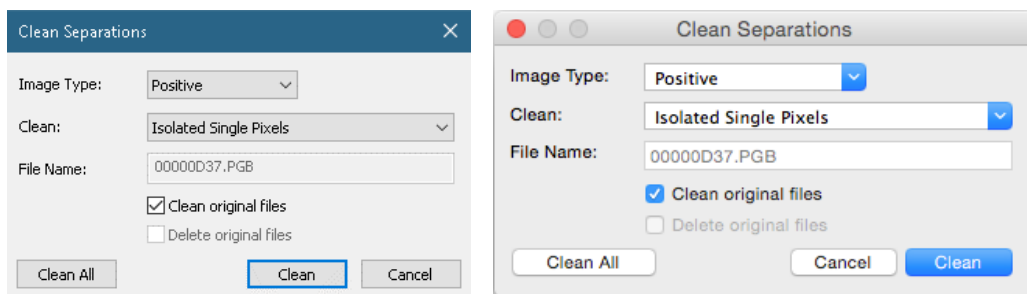 Clean Separations
Image Type: Positive
Clean: Isolated Single Pixels
File Name: 00000D37.PGB
Clean original files
Delete original files
Clean All Clean Cancel
Clean Separations
Image Type: Positive
Clean: Isolated Single Pixels
File Name: 00000D37.PGB
Clean original files
Delete original files
Clean All Cancel Clean